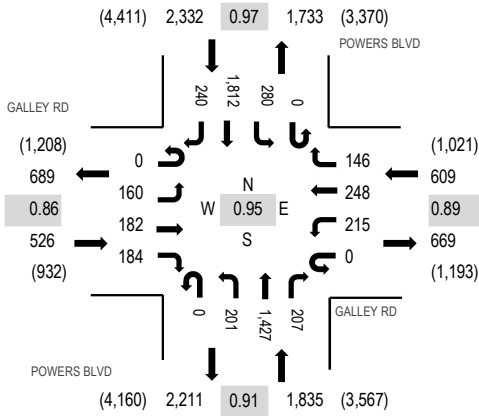 (4,411) 2,332 0.97 1,733 (3,370)
POWERS BLVD
240 1,812 280 0
GALLEY RD
(1,208)
689
0.86
526
(932)
0
160
182
184
N
W 0.95 E
S
146
248
215
0
(1,021)
609
0.89
669
(1,193)
0 201 1,427 207
GALLEY RD
POWERS BLVD
(4,160) 2,211 0.91 1,835 (3,567)